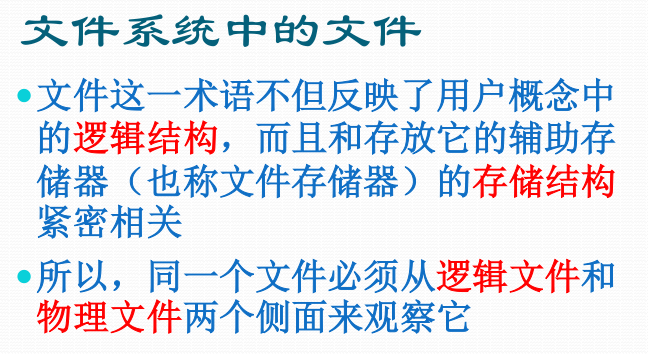 文件系统中的文件
•文件这一术语不但反映了用户概念中
的逻辑结构，而且和存放它的辅助存
储器（也称文件存储器）的存储结构
紧密相关
•所以，同一个文件必须从逻辑文件和
物理文件两个侧面来观察它